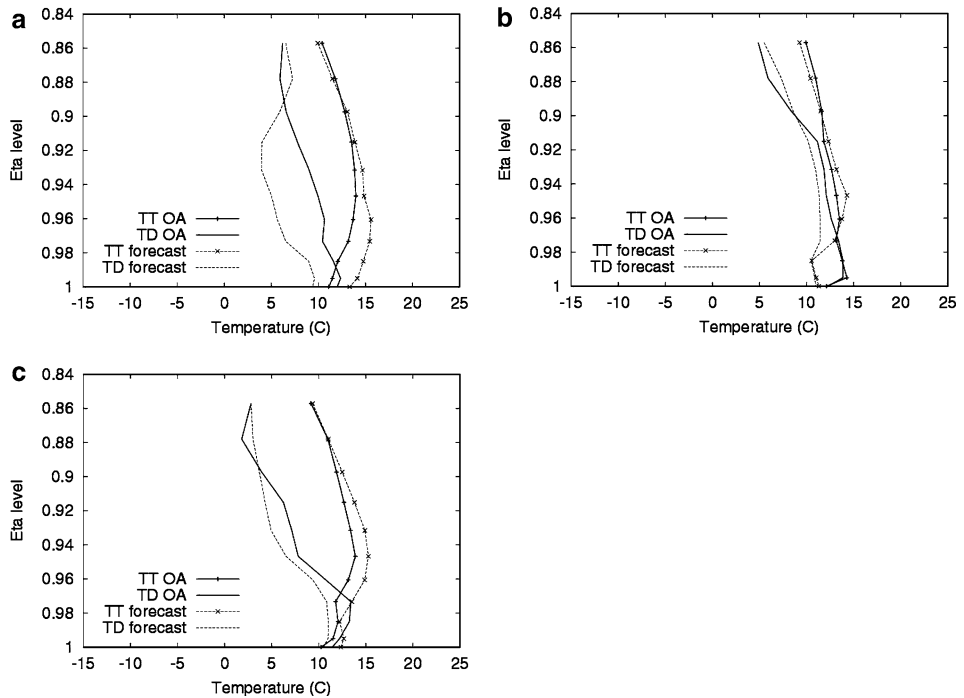 a
0.84
0.86
0.88
0.9
0.92
0.94
0.96
0.98
1
Eta level
TT OA
TD OA
TT forecast
TD forecast
-15 -10 -5 0 5 10 15 20 25
Temperature (C)
b
0.84
0.86
0.88
0.9
0.92
0.94
0.96
0.98
1
Eta level
TT OA
TD OA
TT forecast
TD forecast
-15 -10 -5 0 5 10 15 20 25
Temperature (C)
c
0.84
0.86
0.88
0.9
0.92
0.94
0.96
0.98
1
Eta level
TT OA
TD OA
TT forecast
TD forecast
-15 -10 -5 0 5 10 15 20 25
Temperature (C)